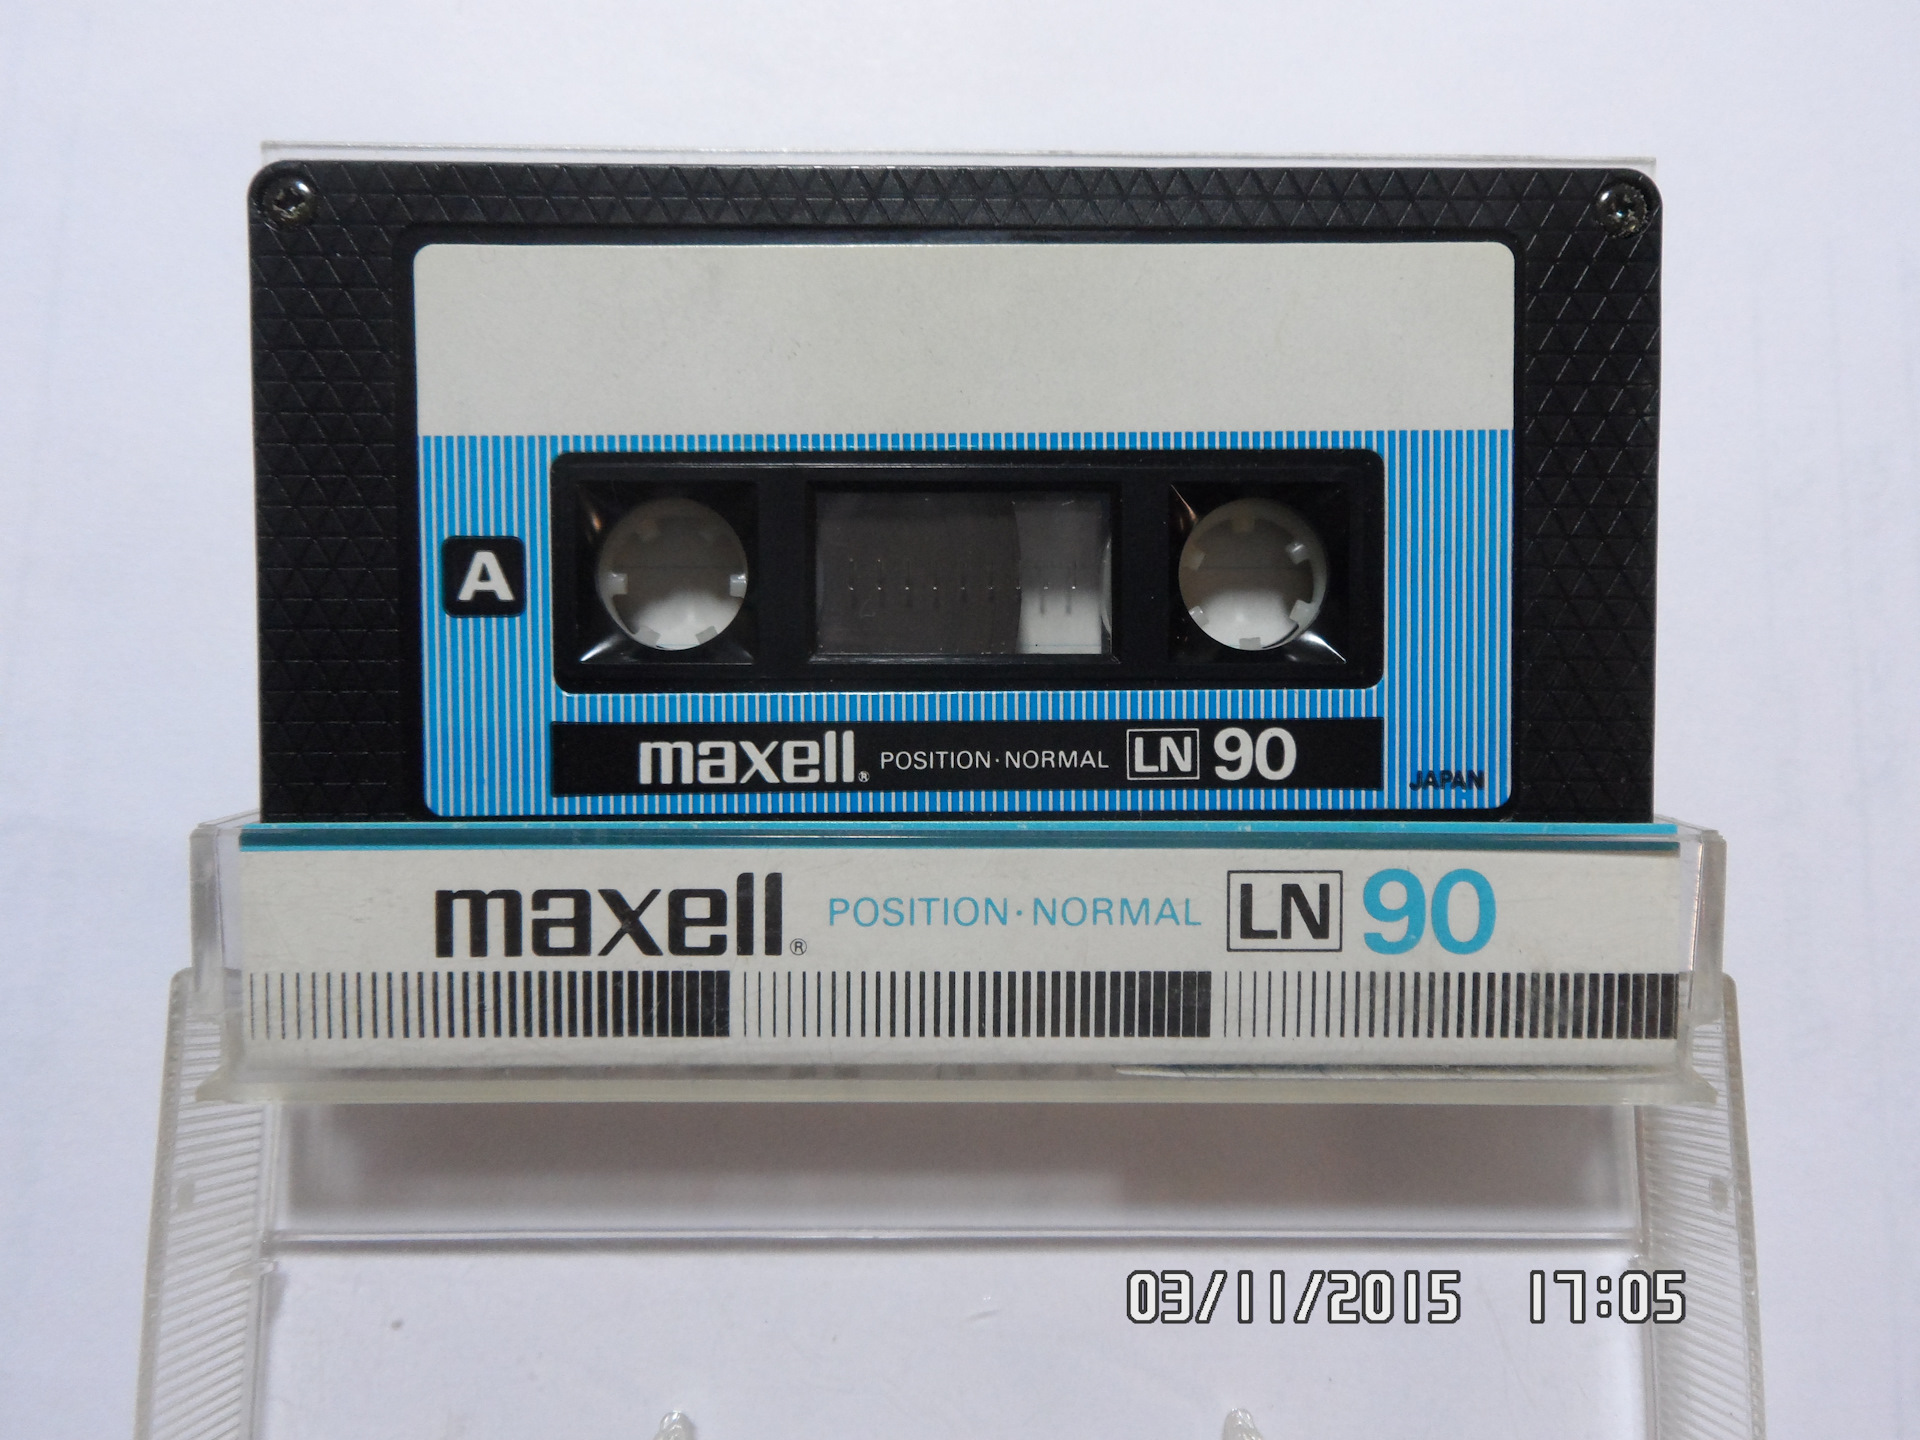 A
maxell® POSITION·NORMAL LN 90
JAPAN
maxell® POSITION·NORMAL LN 90
03/11/2015 17:05